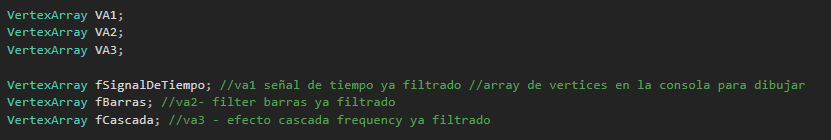 VertexArray VA1;
VertexArray VA2;
VertexArray VA3;
VertexArray fSignalDeTiempo; //va1 señal de tiempo ya filtrado //array de vertices en la consola para dibujar
VertexArray fBarras; //va2- filter barras ya filtrado
VertexArray fCascada; //va3 - efecto cascada frequency ya filtrado